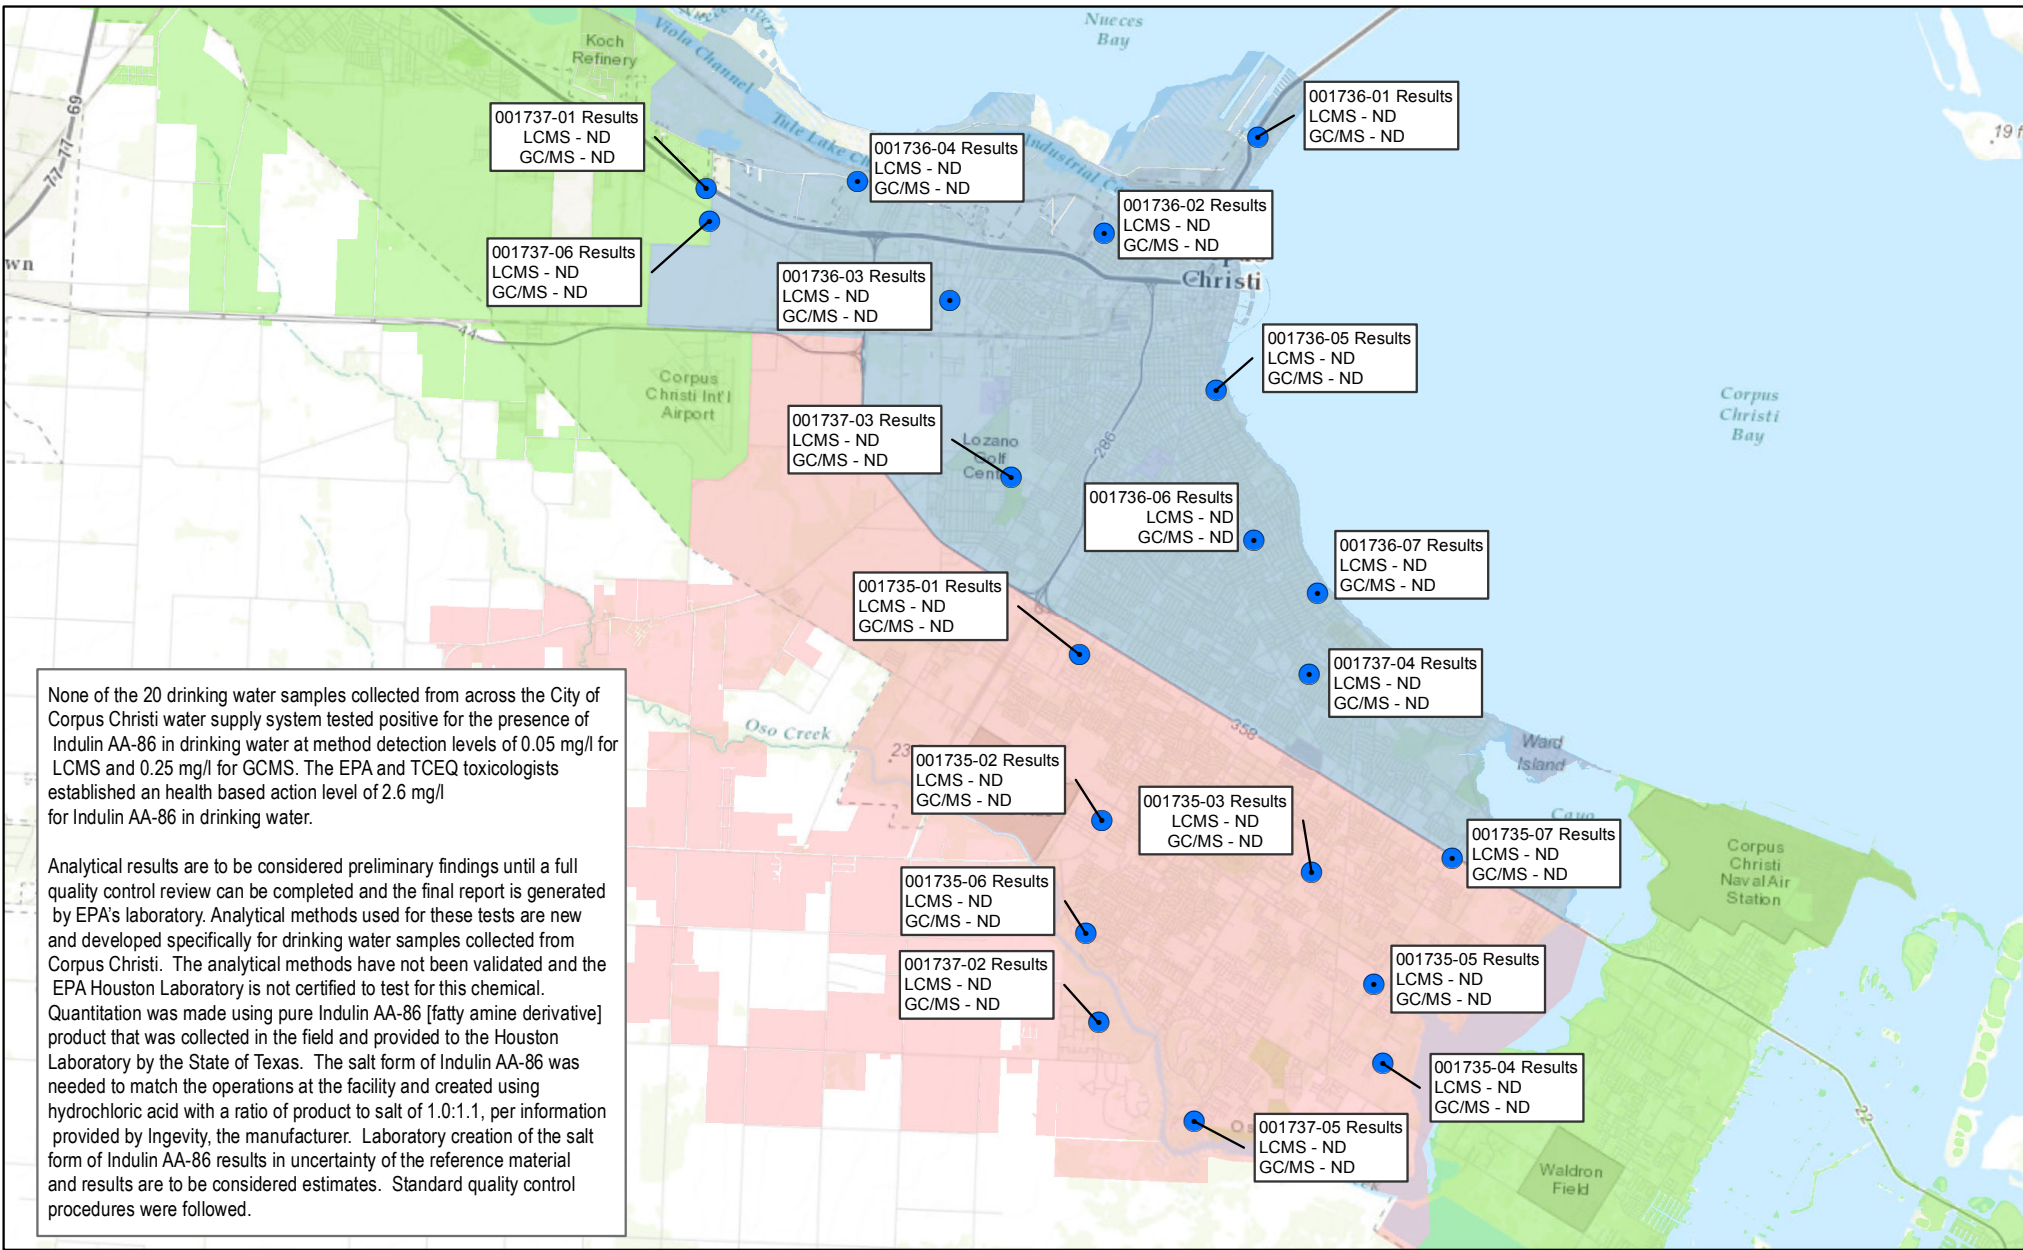 Nueces
Bay
Koch
Refinery
Viola Channel
69
77
77
19 f
001736-01 Results
LCMS - ND
GC/MS - ND
001737-01 Results
LCMS - ND
GC/MS - ND
Tule Lake Ch
Industrial Ca
001736-04 Results
LCMS - ND
GC/MS - ND
001736-02 Results
LCMS - ND
GC/MS - ND
001737-06 Results
LCMS - ND
GC/MS - ND
wn
001736-03 Results
LCMS - ND
GC/MS - ND
Christi
44
001736-05 Results
LCMS - ND
GC/MS - ND
Corpus
Christi Int'l
Airport
Corpus
Christi
Bay
001737-03 Results
LCMS - ND
GC/MS - ND
Lozano
Golf
Cent
286
001736-06 Results
LCMS - ND
GC/MS - ND
001736-07 Results
LCMS - ND
GC/MS - ND
001735-01 Results
LCMS - ND
GC/MS - ND
001737-04 Results
LCMS - ND
GC/MS - ND
Oso Creek
23
358
Ward
Island
001735-02 Results
LCMS - ND
GC/MS - ND
001735-03 Results
LCMS - ND
GC/MS - ND
Cayo
001735-07 Results
LCMS - ND
GC/MS - ND
Corpus
Christi
Naval Air
Station
001735-06 Results
LCMS - ND
GC/MS - ND
001737-02 Results
LCMS - ND
GC/MS - ND
001735-05 Results
LCMS - ND
GC/MS - ND
001735-04 Results
LCMS - ND
GC/MS - ND
22
Os
001737-05 Results
LCMS - ND
GC/MS - ND
Waldron
Field
None of the 20 drinking water samples collected from across the City of
Corpus Christi water supply system tested positive for the presence of
Indulin AA-86 in drinking water at method detection levels of 0.05 mg/l for
LCMS and 0.25 mg/l for GCMS. The EPA and TCEQ toxicologists
established an health based action level of 2.6 mg/l
for Indulin AA-86 in drinking water.
Analytical results are to be considered preliminary findings until a full
quality control review can be completed and the final report is generated
by EPA's laboratory. Analytical methods used for these tests are new
and developed specifically for drinking water samples collected from
Corpus Christi. The analytical methods have not been validated and the
EPA Houston Laboratory is not certified to test for this chemical.
Quantitation was made using pure Indulin AA-86 [fatty amine derivative]
product that was collected in the field and provided to the Houston
Laboratory by the State of Texas. The salt form of Indulin AA-86 was
needed to match the operations at the facility and created using
hydrochloric acid with a ratio of product to salt of 1.0:1.1, per information
provided by Ingevity, the manufacturer. Laboratory creation of the salt
form of Indulin AA-86 results in uncertainty of the reference material
and results are to be considered estimates. Standard quality control
procedures were followed.